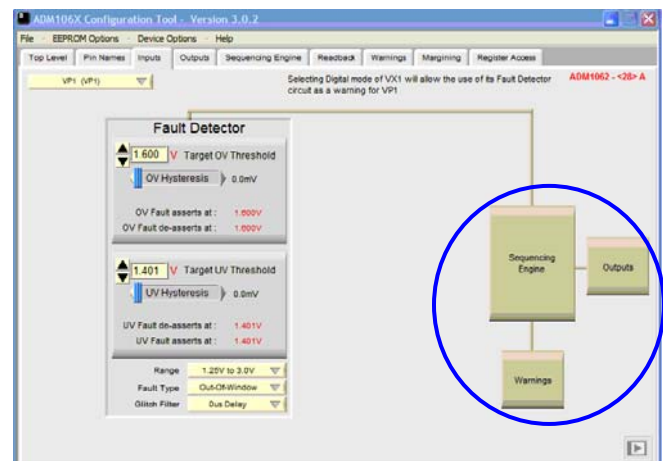 ADM106X Configuration Tool - Version 3.0.2
File EEPROM Options Device Options Help
Top Level Pin Names Inputs Outputs Sequencing Engine Readback Warnings Margining Register Access
VP1 (VP1)
Selecting Digital mode of VX1 will allow the use of its Fault Detector
circuit as a warning for VP1
ADM1062 - <28> A
Fault Detector
1.600 V Target OV Threshold
OV Hysteresis 0.0mV
OV Fault asserts at : 1.600V
OV Fault de-asserts at : 1.600V
1.401 V Target UV Threshold
UV Hysteresis 0.0mV
UV Fault de-asserts at : 1.401V
UV Fault asserts at : 1.401V
Range 1.25V to 3.0V
Fault Type Out-Of-Window
Glitch Filter 0us Delay
Sequencing
Engine
Outputs
Warnings